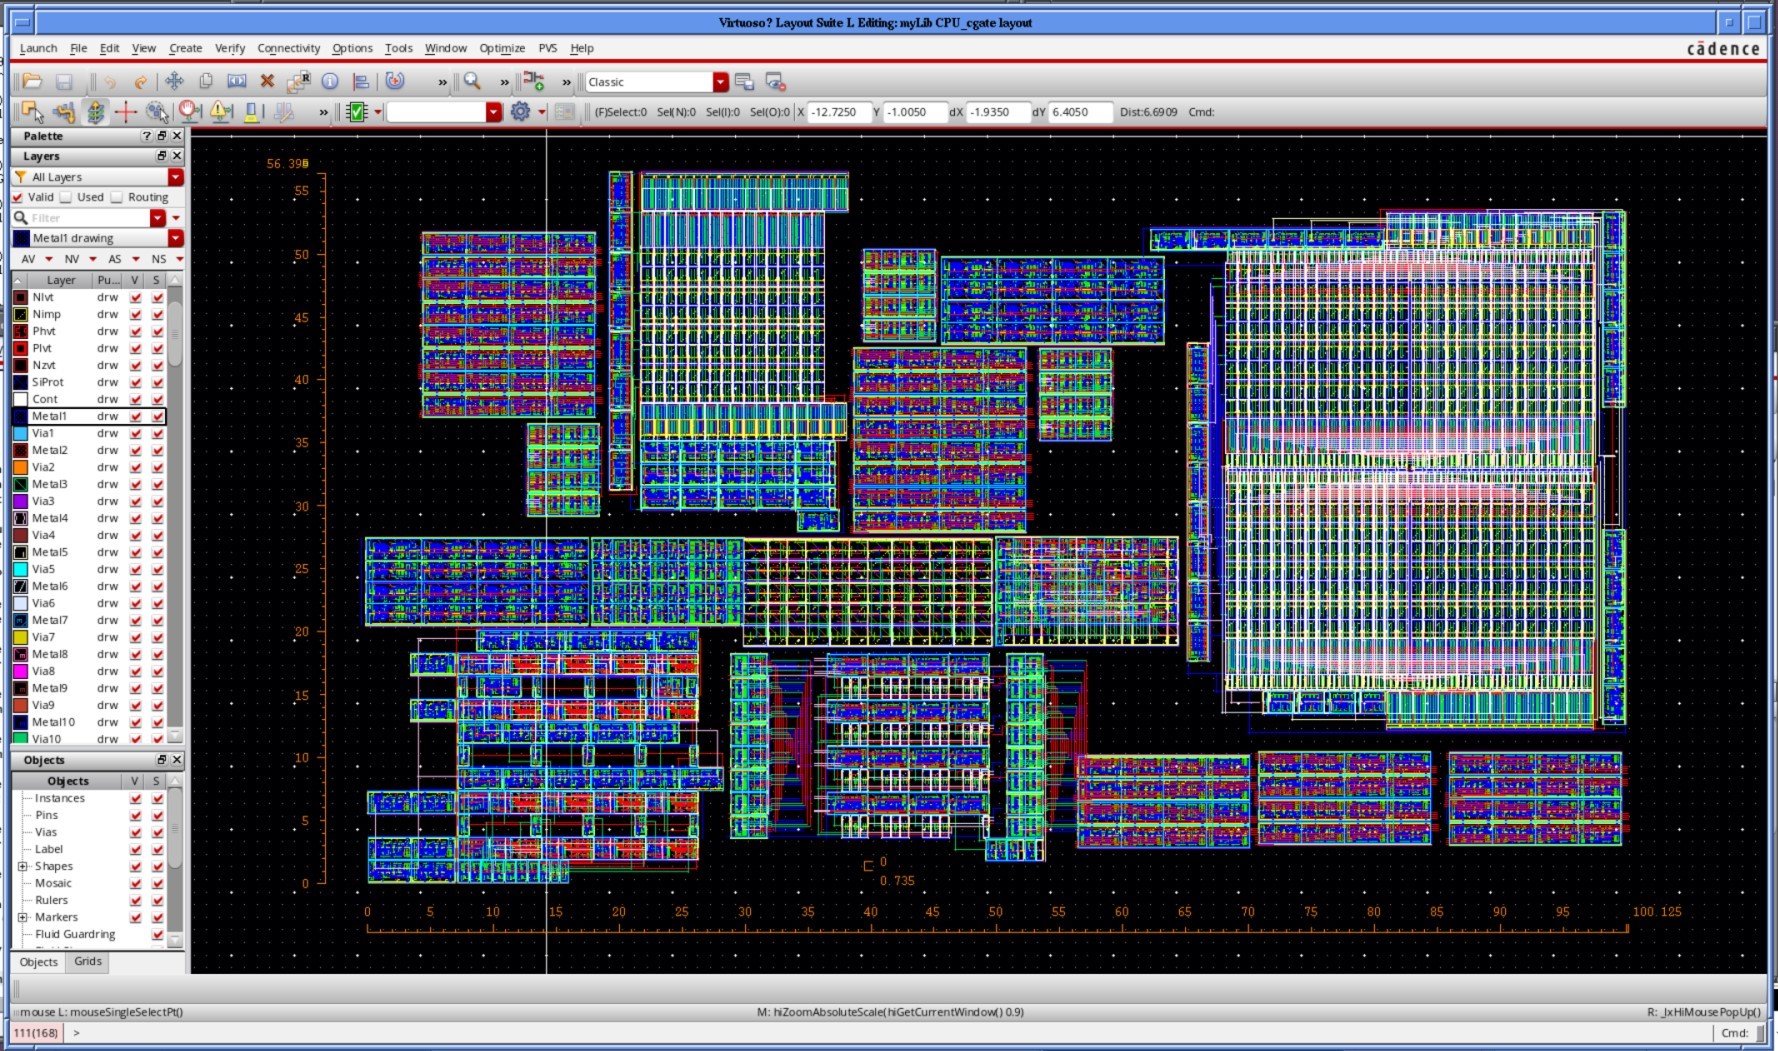 Virtuoso? Layout Suite L Editing: myLib CPU_cgate layout
Launch File Edit View Create Verify Connectivity Options Tools Window Optimize PVS Help
cādence
» » » Classic
» (F)Select:0 Sel(N):0 Sel(I):0 Sel(O):0 X -12.7250 Y -1.0050 dX -1.9350 dY 6.4050 Dist:6.6909 Cmd:
Palette
Layers
All Layers
Valid Used Routing
Filter
Metal1 drawing
AV NV AS NS
Layer Pu... V S
Nlvt drw
Nimp drw
Phvt drw
Plvt drw
Nzvt drw
SiProt drw
Cont drw
Metal1 drw
Via1 drw
Metal2 drw
Via2 drw
Metal3 drw
Via3 drw
Metal4 drw
Via4 drw
Metal5 drw
Via5 drw
Metal6 drw
Via6 drw
Metal7 drw
Via7 drw
Metal8 drw
Via8 drw
Metal9 drw
Via9 drw
Metal10 drw
Via10 drw
Objects
Objects V S
Instances
Pins
Vias
Label
Shapes
Mosaic
Rulers
Markers
Fluid Guardring
Objects Grids
55
50
45
40
35
30
25
20
15
10
5
0
0
0.735
0 5 10 15 20 25 30 35 40 45 50 55 60 65 70 75 80 85 90 95 100.125
mouse L: mouseSingleSelectPt() M: hiZoomAbsoluteScale(hiGetCurrentWindow() 0.9) R: _lxHiMousePopUp()
111(168) > Cmd: